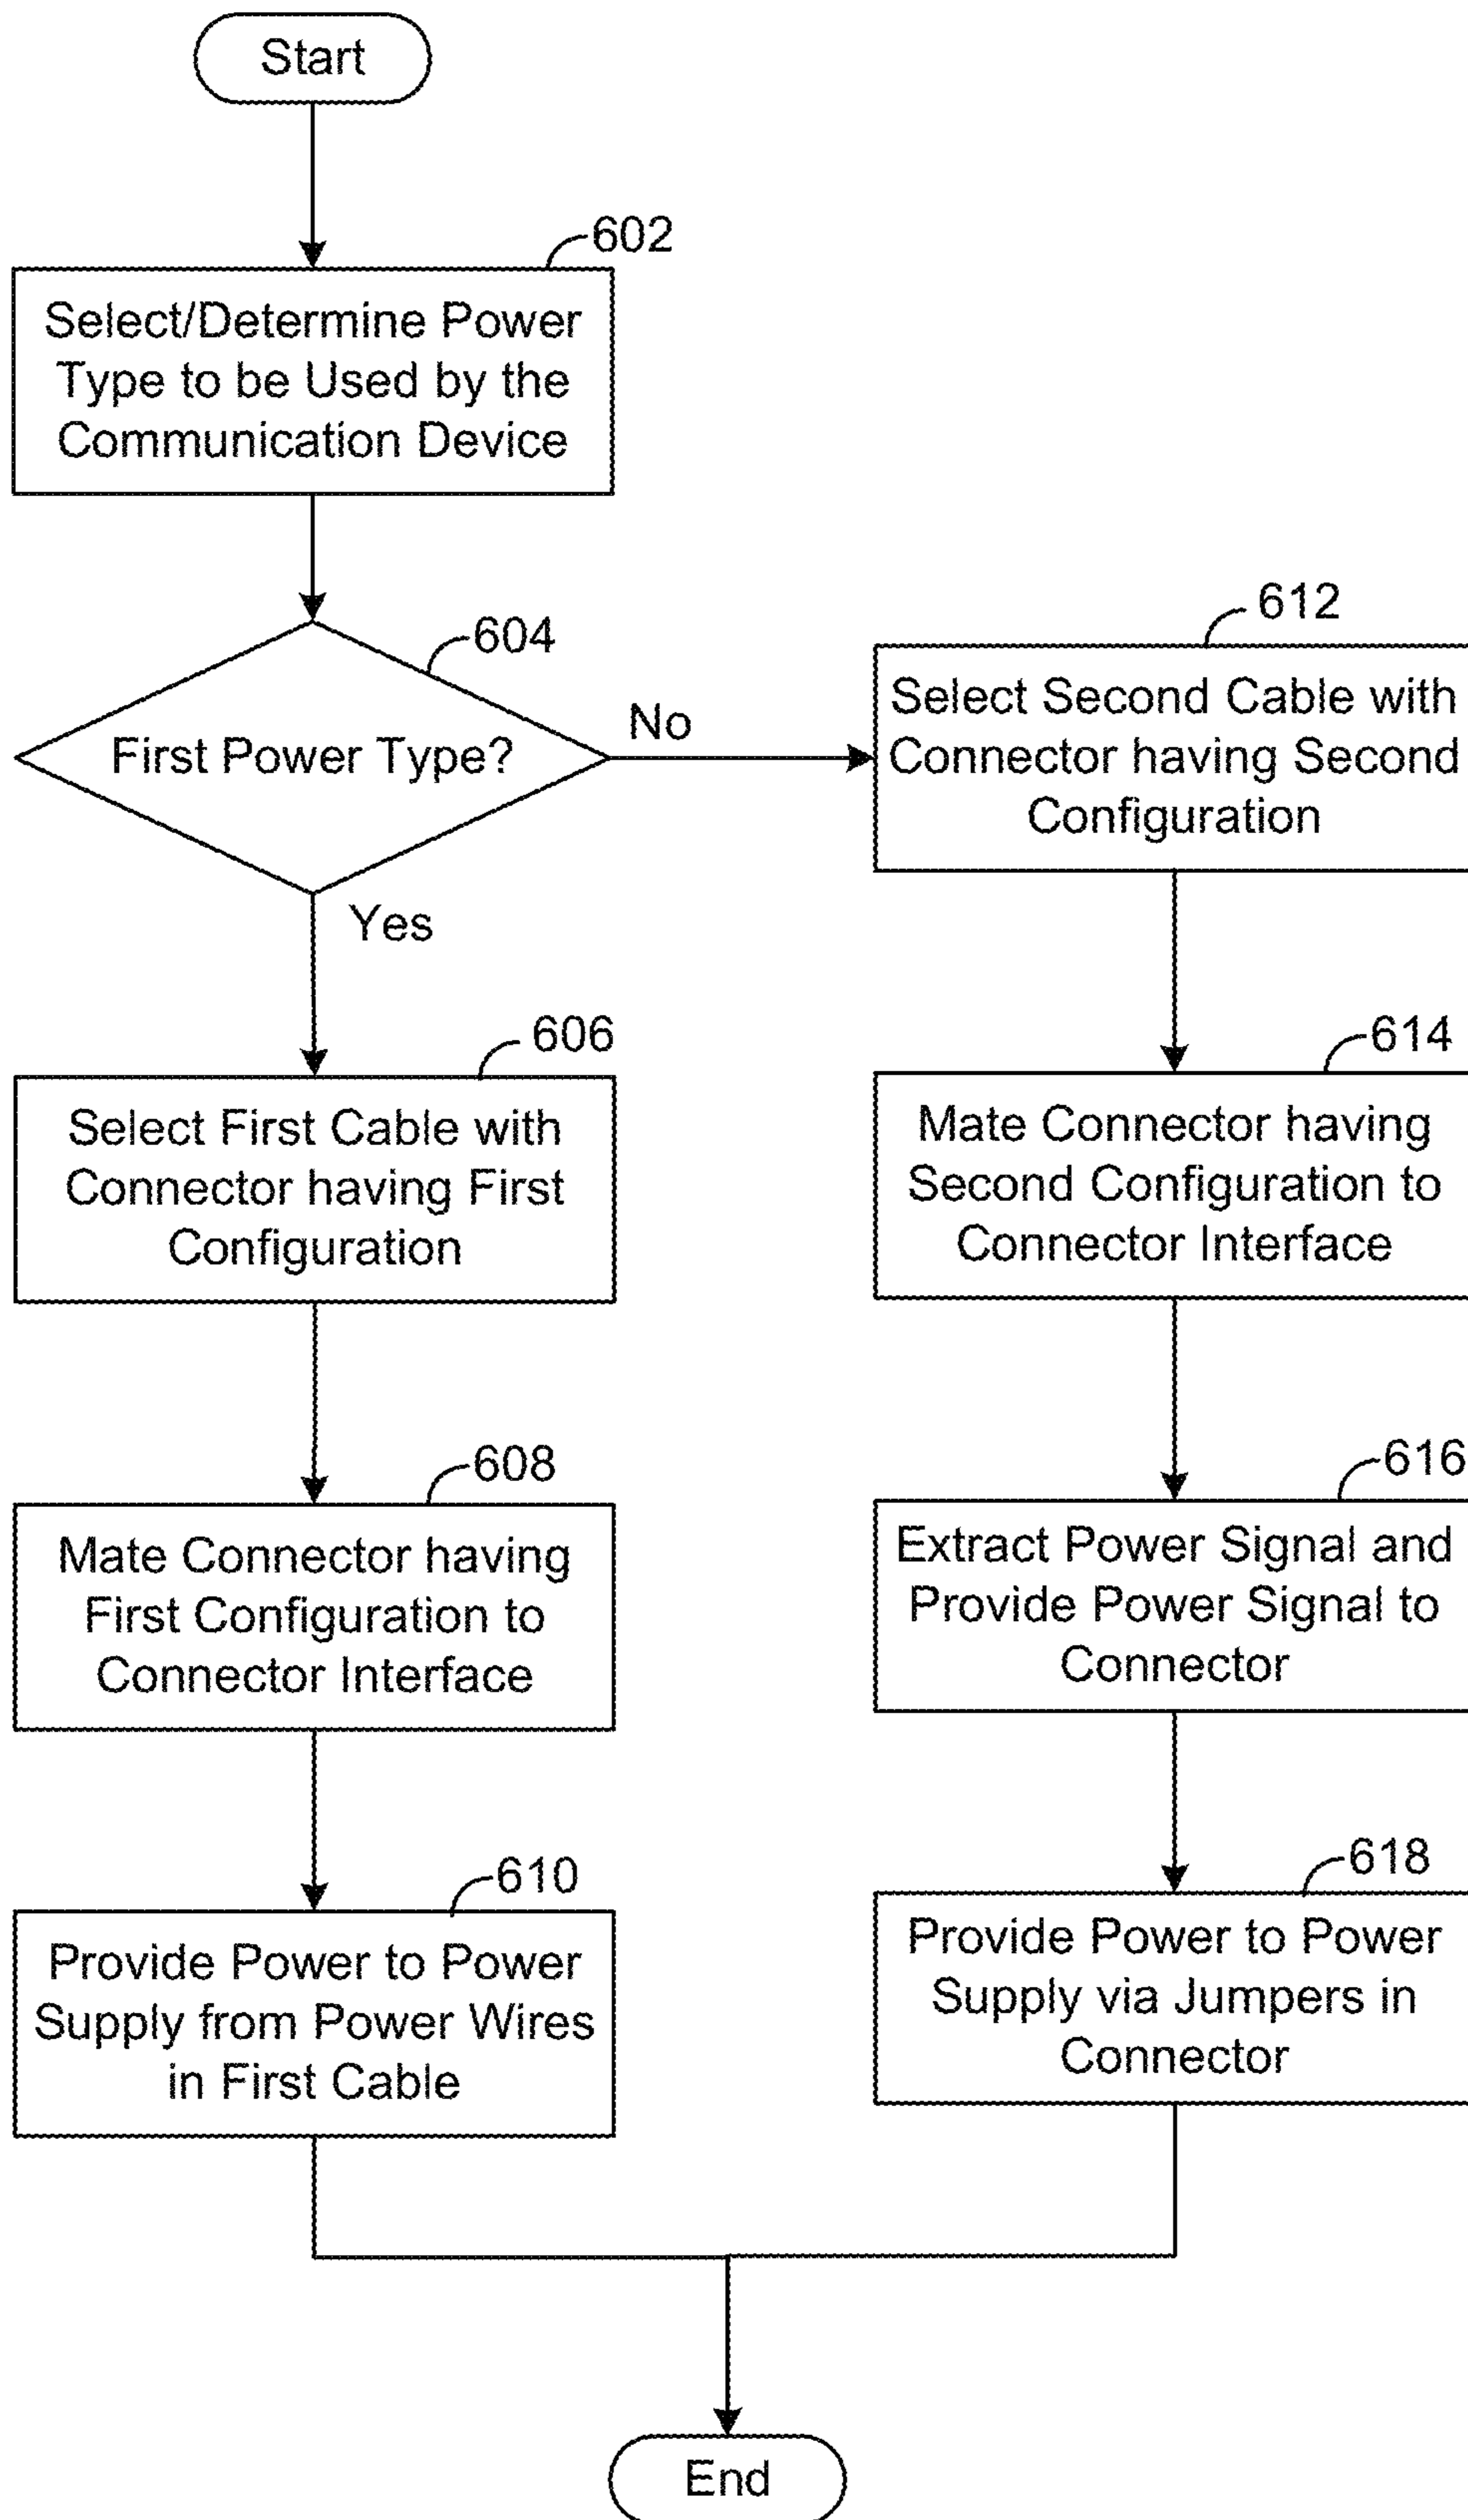 Start
602
Select/Determine Power
Type to be Used by the
Communication Device
604
First Power Type?
No
Yes
606
Select First Cable with
Connector having First
Configuration
608
Mate Connector having
First Configuration to
Connector Interface
610
Provide Power to Power
Supply from Power Wires
in First Cable
612
Select Second Cable with
Connector having Second
Configuration
614
Mate Connector having
Second Configuration to
Connector Interface
616
Extract Power Signal and
Provide Power Signal to
Connector
618
Provide Power to Power
Supply via Jumpers in
Connector
End